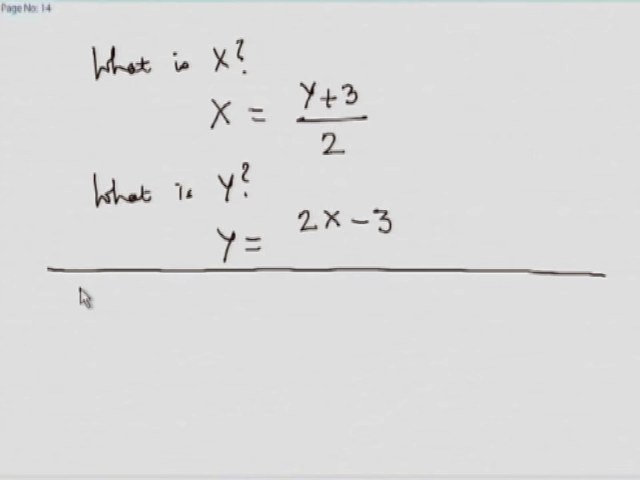 Page No: 14
What is X?
X = Y+3
2
What is Y?
2X-3
Y =